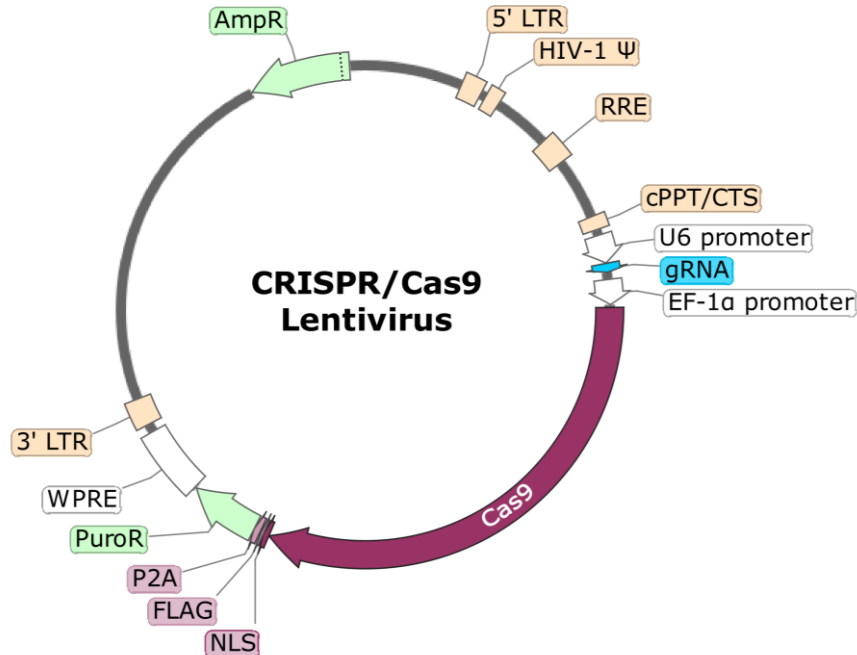 AmpR
5' LTR
HIV-1 Ψ
RRE
cPPT/CTS
U6 promoter
gRNA
EF-1α promoter
CRISPR/Cas9
Lentivirus
Cas9
3' LTR
WPRE
PuroR
P2A
FLAG
NLS